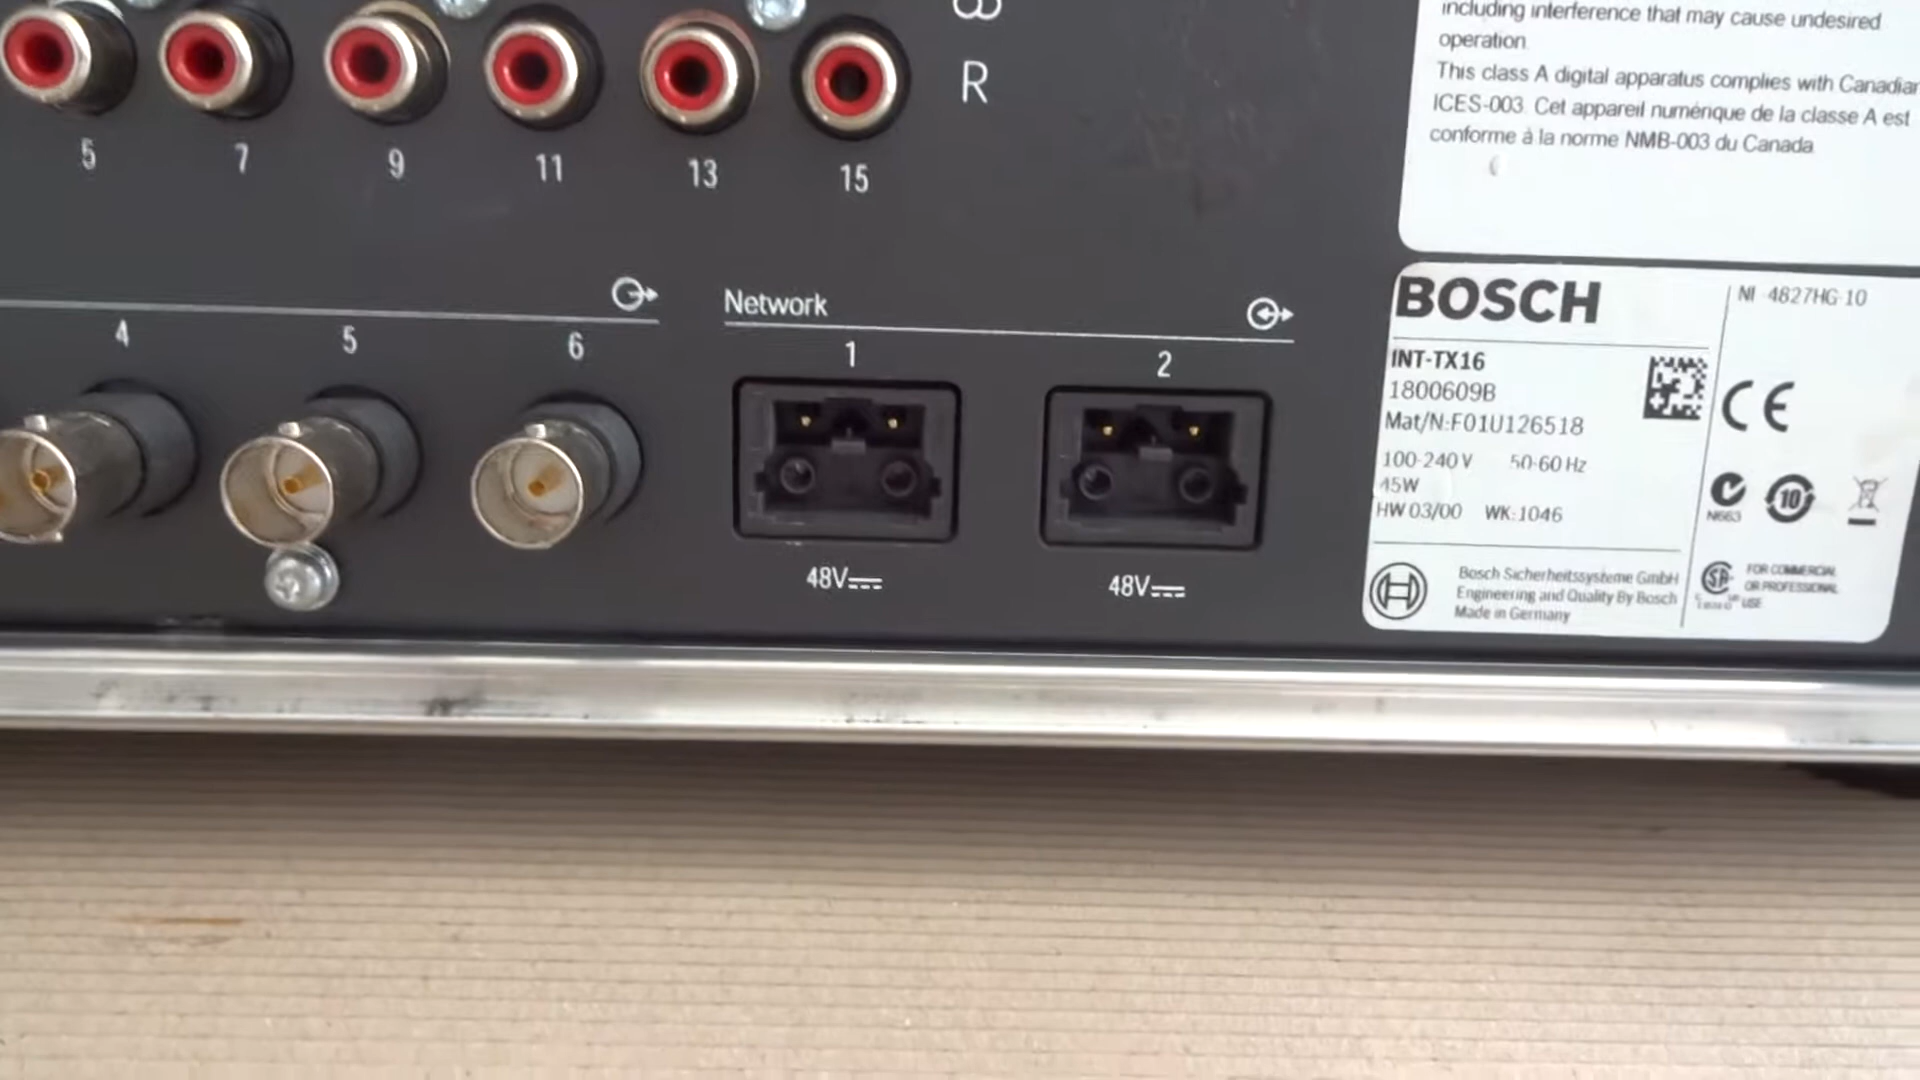 R
5 7 9 11 13 15
including interference that may cause undesired
operation.
This class A digital apparatus complies with Canadian
ICES-003. Cet appareil numérique de la classe A est
conforme à la norme NMB-003 du Canada.
4 5 6
Network
1 2
48V 48V
BOSCH
NI 4827HG-10
INT-TX16
1800609B
Mat/N:F01U126518
100-240 V 50-60 Hz
45W
HW 03/00 WK:1046
CE
N663
10
Bosch Sicherheitssysteme GmbH
Engineering and Quality By Bosch
Made in Germany
FOR COMMERCIAL
OR PROFESSIONAL
USE